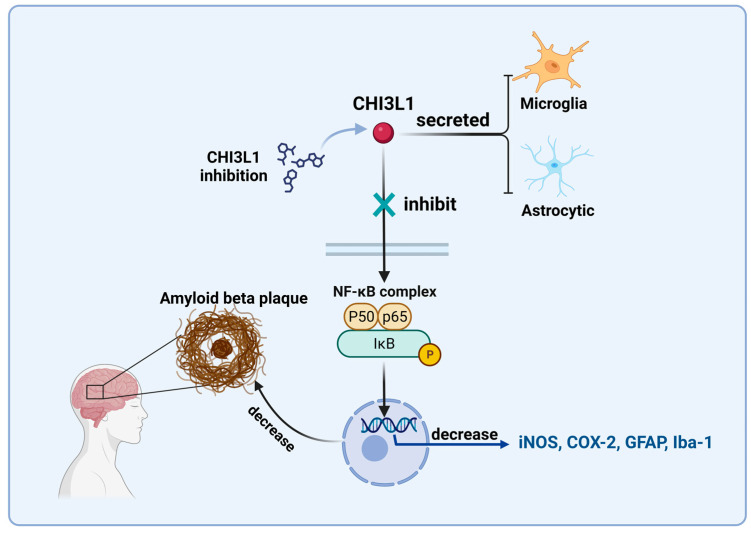 CHI3L1
secreted
Microglia
CHI3L1
inhibition
Astrocytic
inhibit
NF-κB complex
Amyloid beta plaque
P50 p65
IκB
P
decrease
decrease
iNOS, COX-2, GFAP, Iba-1